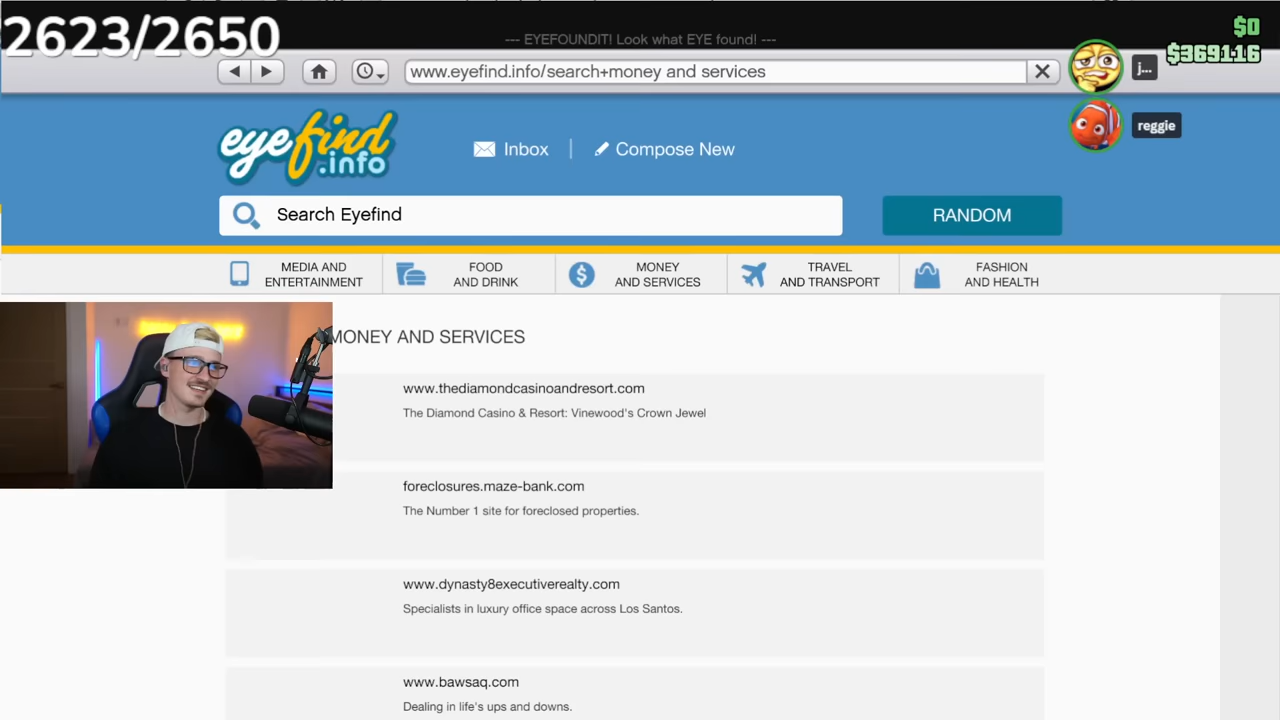 2623/2650
--- EYEFOUNDIT! Look what EYE found! ---
$0
$369116
www.eyefind.info/search+money and services
j...
reggie
eyefind
.info
Inbox
Compose New
Search Eyefind
RANDOM
MEDIA AND
ENTERTAINMENT
FOOD
AND DRINK
MONEY
AND SERVICES
TRAVEL
AND TRANSPORT
FASHION
AND HEALTH
MONEY AND SERVICES
www.thediamondcasinoandresort.com
The Diamond Casino & Resort: Vinewood's Crown Jewel
foreclosures.maze-bank.com
The Number 1 site for foreclosed properties.
www.dynasty8executiverealty.com
Specialists in luxury office space across Los Santos.
www.bawsaq.com
Dealing in life's ups and downs.